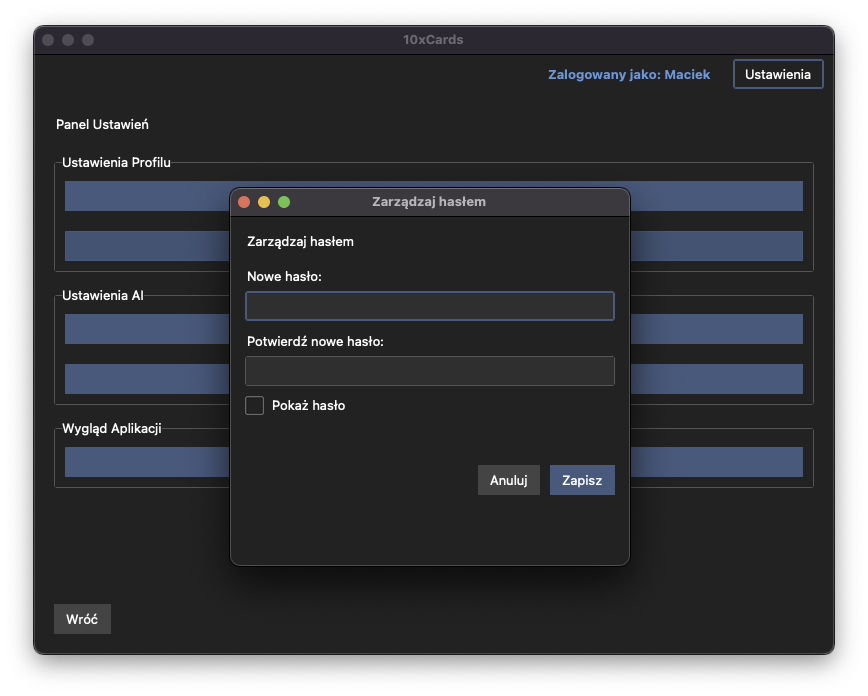 10xCards
Zalogowany jako: Maciek
Ustawienia
Panel Ustawień
Ustawienia Profilu
Zarządzaj hasłem
Zarządzaj hasłem
Nowe hasło:
Potwierdź nowe hasło:
Pokaż hasło
Anuluj
Zapisz
Ustawienia AI
Wygląd Aplikacji
Wróć